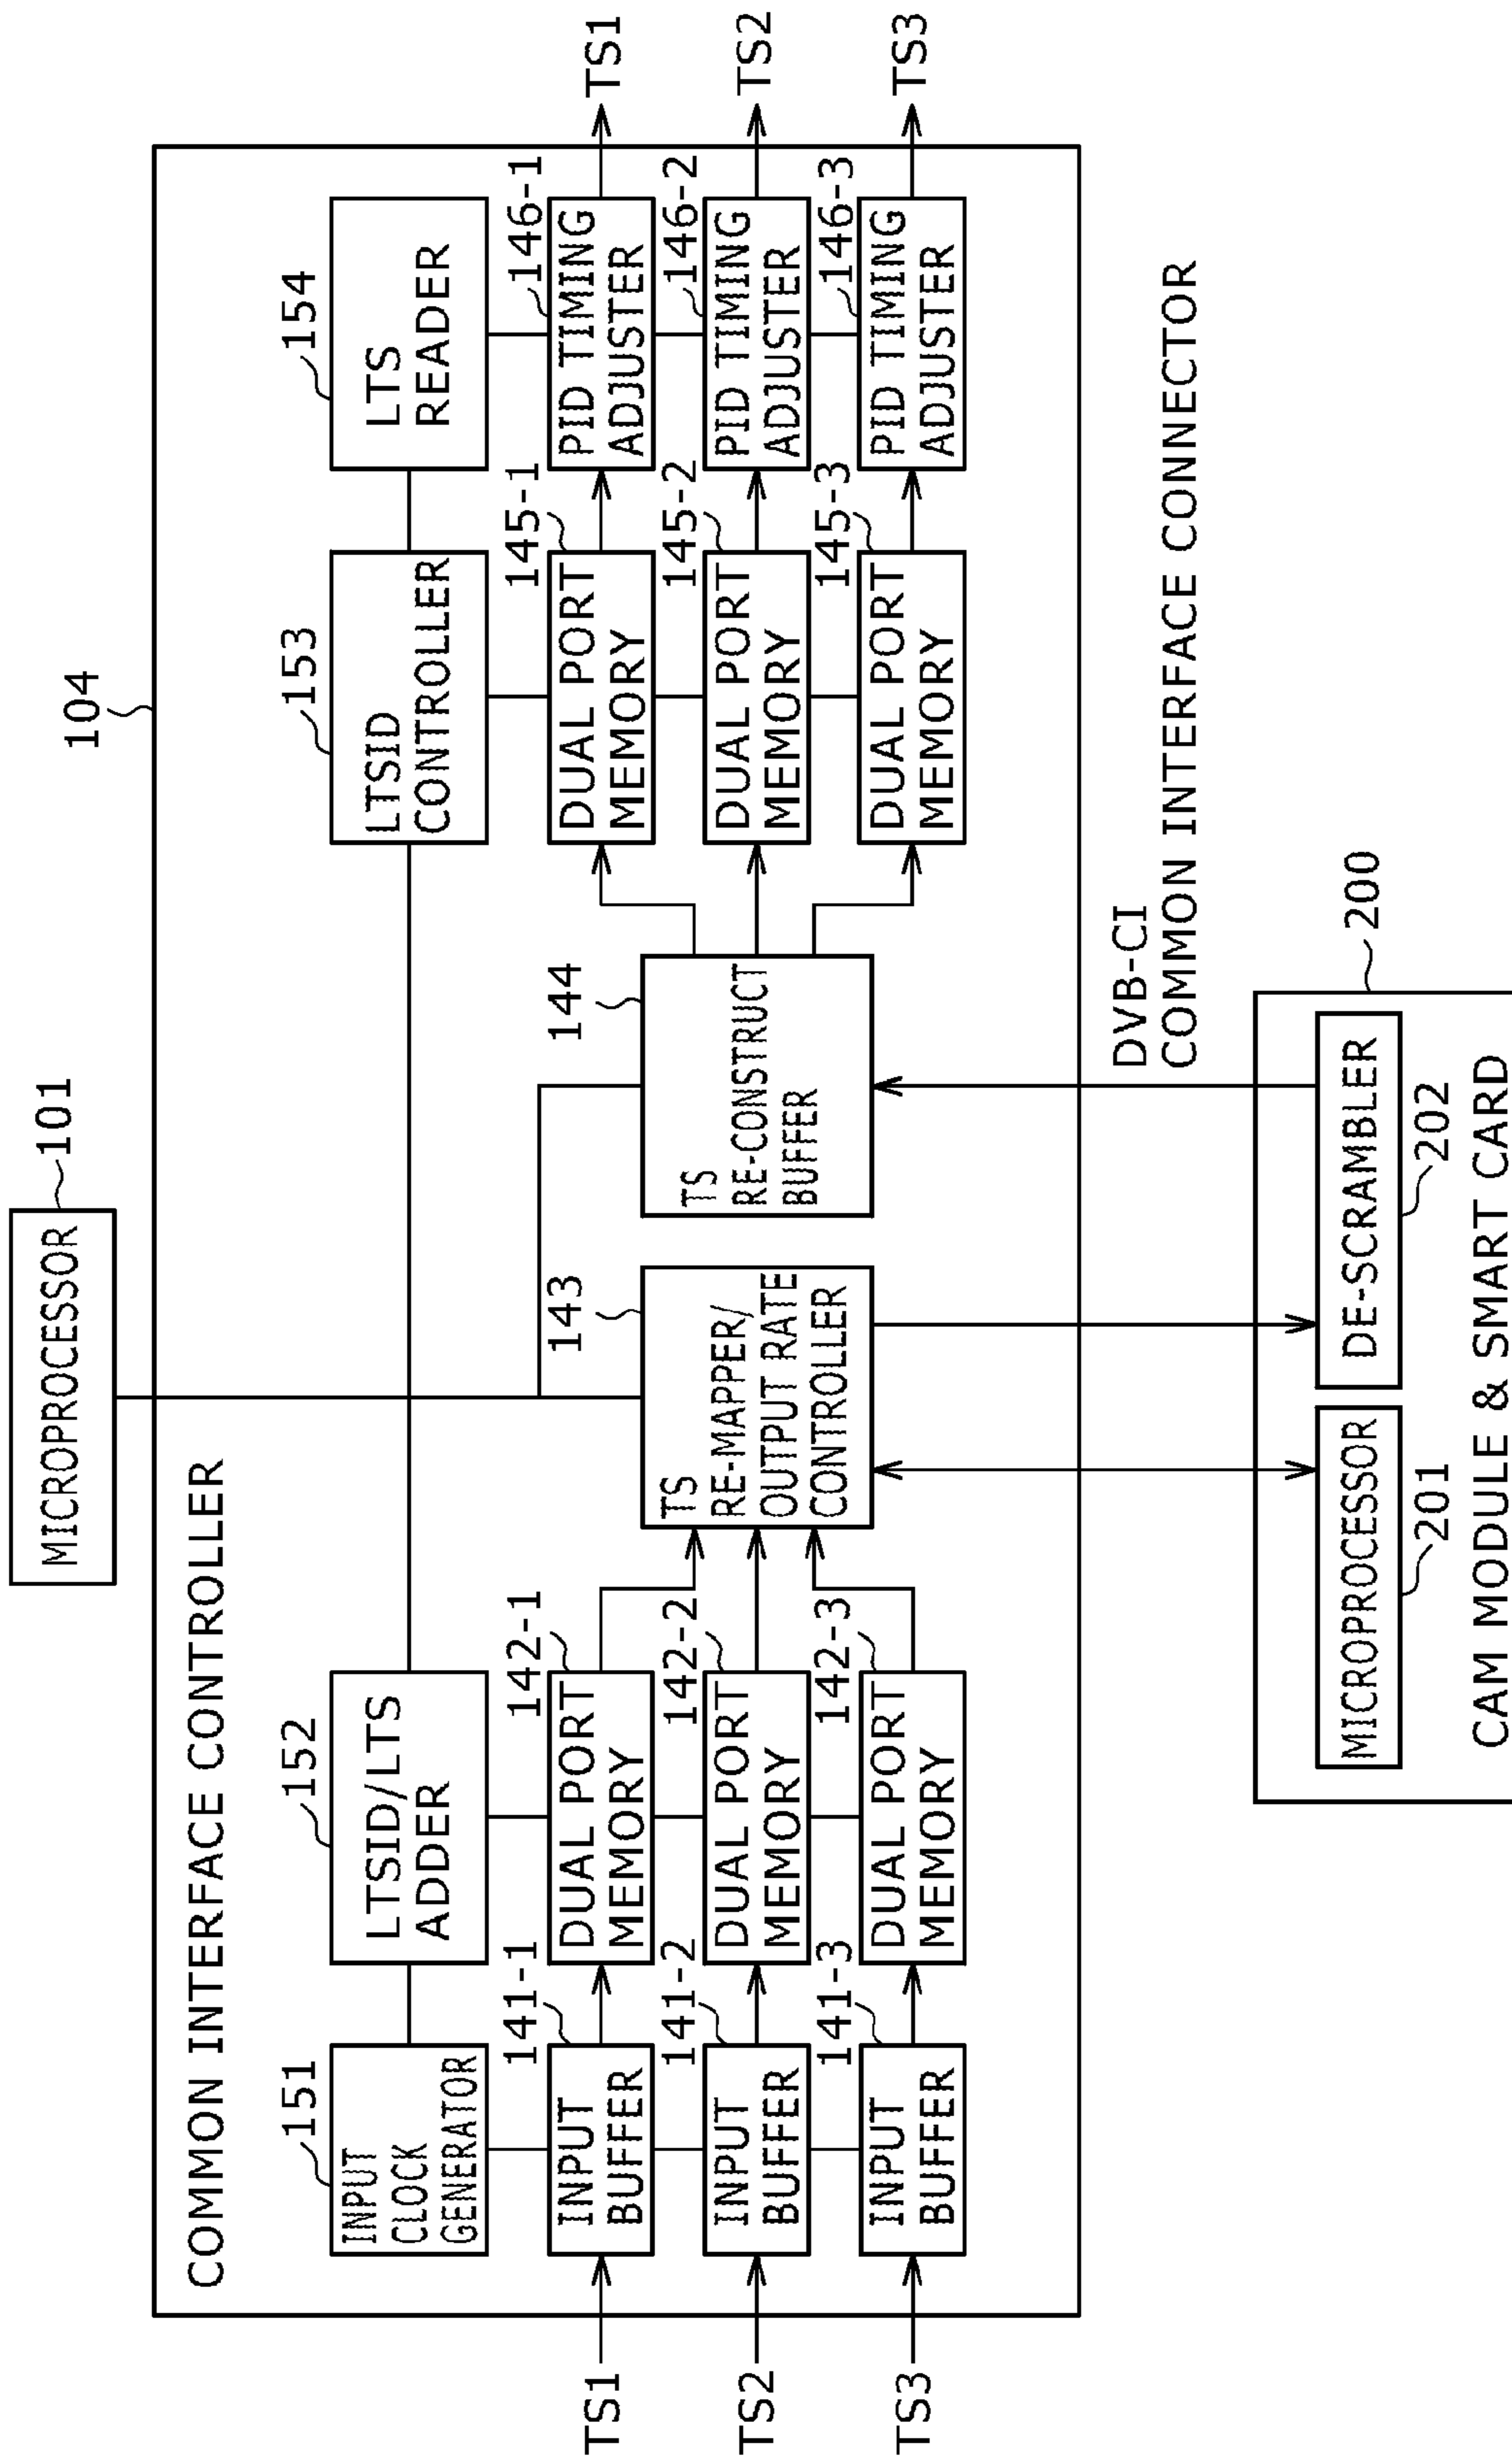 MICROPROCESSOR
101
104
COMMON INTERFACE CONTROLLER
151
INPUT
CLOCK
GENERATOR
152
LTSID/LTS
ADDER
153
LTSID
CONTROLLER
154
LTS
READER
TS1
141-1
INPUT
BUFFER
142-1
DUAL PORT
MEMORY
145-1
DUAL PORT
MEMORY
146-1
PID TIMING
ADJUSTER
TS1
TS2
141-2
INPUT
BUFFER
142-2
DUAL PORT
MEMORY
143
TS
RE-MAPPER/
OUTPUT RATE
CONTROLLER
144
TS
RE-CONSTRUCT
BUFFER
145-2
DUAL PORT
MEMORY
146-2
PID TIMING
ADJUSTER
TS2
TS3
141-3
INPUT
BUFFER
142-3
DUAL PORT
MEMORY
145-3
DUAL PORT
MEMORY
146-3
PID TIMING
ADJUSTER
TS3
DVB-CI
COMMON INTERFACE CONNECTOR
200
MICROPROCESSOR
201
DE-SCRAMBLER
202
CAM MODULE & SMART CARD